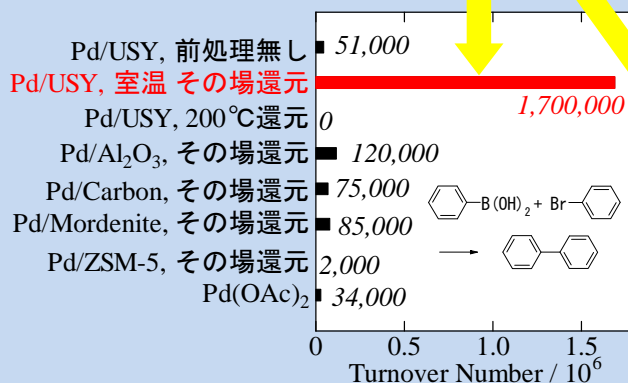 Pd/USY, 前処理無し 51,000
Pd/USY, 室温 その場還元 1,700,000
Pd/USY, 200℃還元 0
Pd/Al₂O₃, その場還元 120,000
Pd/Carbon, その場還元 75,000
Pd/Mordenite, その場還元 85,000
Pd/ZSM-5, その場還元 2,000
Pd(OAc)₂ 34,000
B(OH)₂ + Br
0 0.5 1.0 1.5
Turnover Number / 10⁶